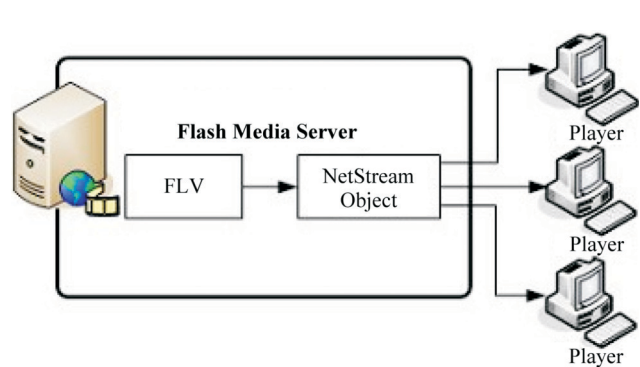 Flash Media Server
FLV
NetStream
Object
Player
Player
Player